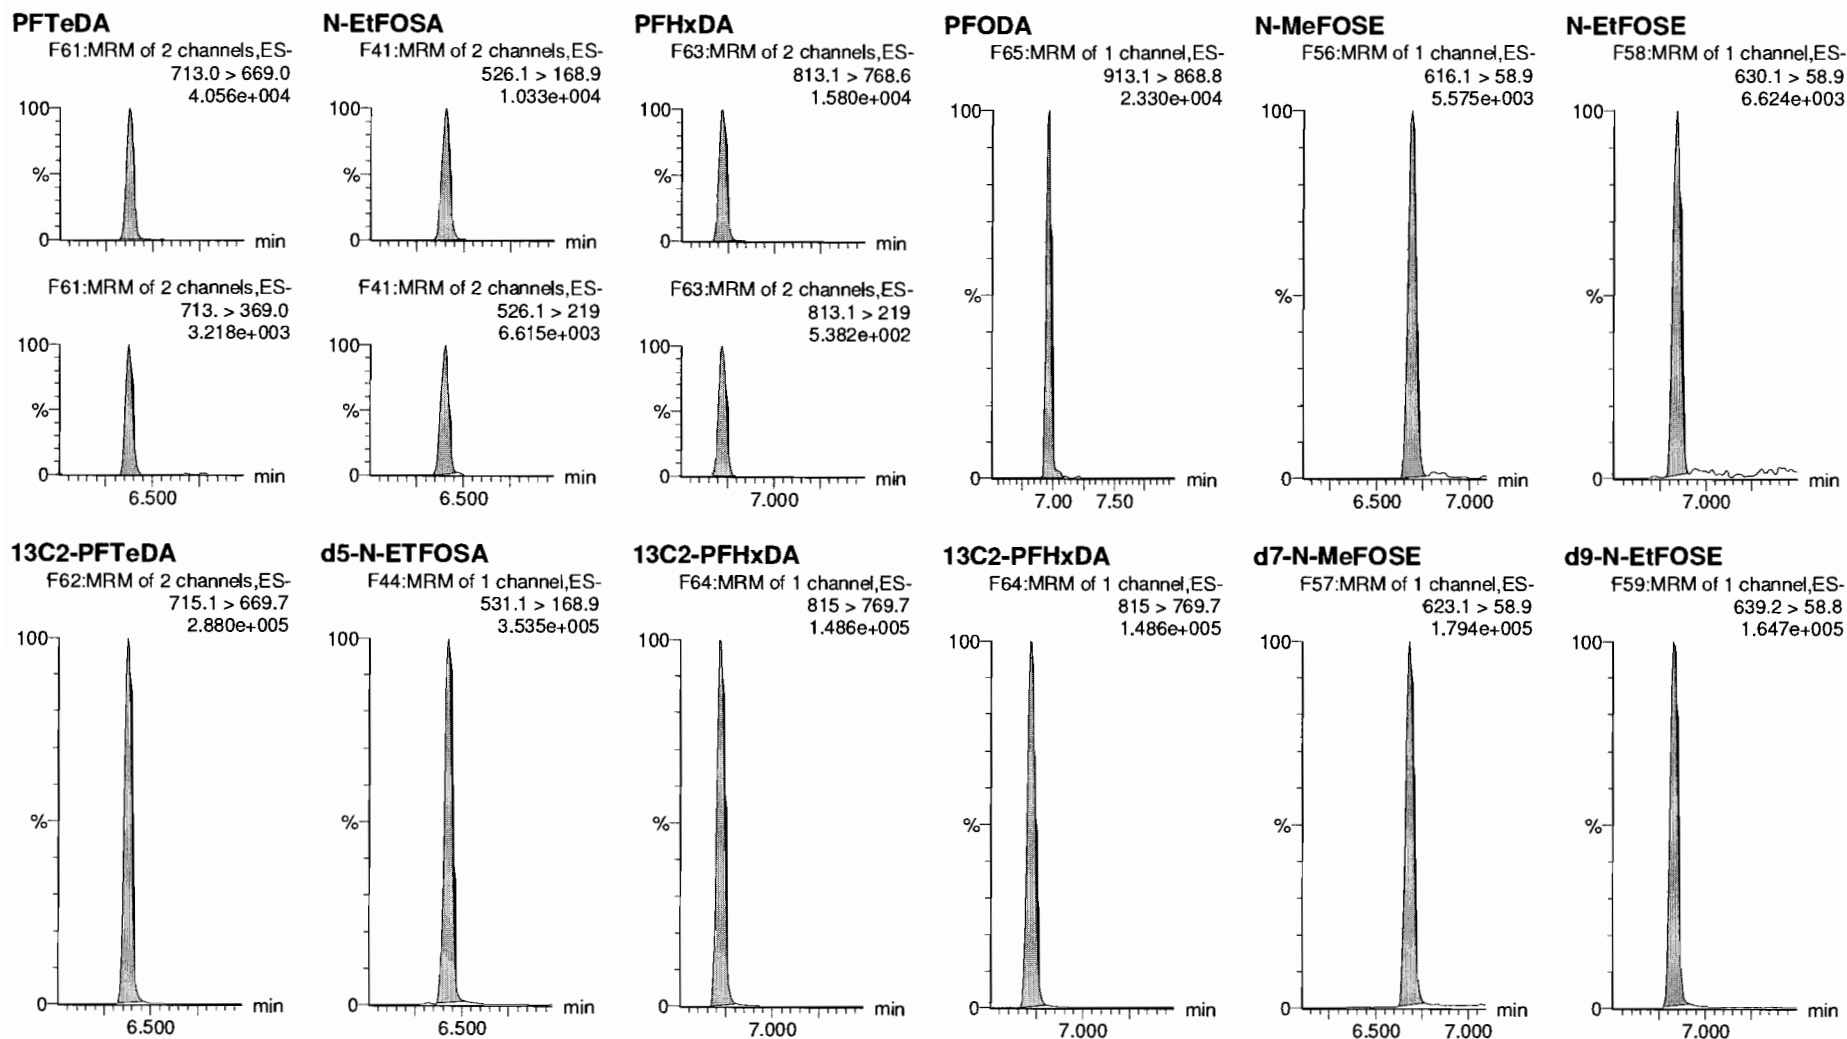 PFTeDA
F61:MRM of 2 channels,ES-
713.0 > 669.0
4.056e+004
100
%
0
min
F61:MRM of 2 channels,ES-
713. > 369.0
3.218e+003
100
%
0
min
6.500
N-EtFOSA
F41:MRM of 2 channels,ES-
526.1 > 168.9
1.033e+004
100
%
0
min
F41:MRM of 2 channels,ES-
526.1 > 219
6.615e+003
100
%
0
min
6.500
PFHxDA
F63:MRM of 2 channels,ES-
813.1 > 768.6
1.580e+004
100
%
0
min
F63:MRM of 2 channels,ES-
813.1 > 219
5.382e+002
100
%
0
min
7.000
PFODA
F65:MRM of 1 channel,ES-
913.1 > 868.8
2.330e+004
100
%
0
min
7.00 7.50
N-MeFOSE
F56:MRM of 1 channel,ES-
616.1 > 58.9
5.575e+003
100
%
0
min
6.500 7.000
N-EtFOSE
F58:MRM of 1 channel,ES-
630.1 > 58.9
6.624e+003
100
%
0
min
7.000
13C2-PFTeDA
F62:MRM of 2 channels,ES-
715.1 > 669.7
2.880e+005
100
%
0
min
6.500
d5-N-ETFOSA
F44:MRM of 1 channel,ES-
531.1 > 168.9
3.535e+005
100
%
0
min
6.500
13C2-PFHxDA
F64:MRM of 1 channel,ES-
815 > 769.7
1.486e+005
100
%
0
min
7.000
13C2-PFHxDA
F64:MRM of 1 channel,ES-
815 > 769.7
1.486e+005
100
%
0
min
7.000
d7-N-MeFOSE
F57:MRM of 1 channel,ES-
623.1 > 58.9
1.794e+005
100
%
0
min
6.500 7.000
d9-N-EtFOSE
F59:MRM of 1 channel,ES-
639.2 > 58.8
1.647e+005
100
%
0
min
7.000